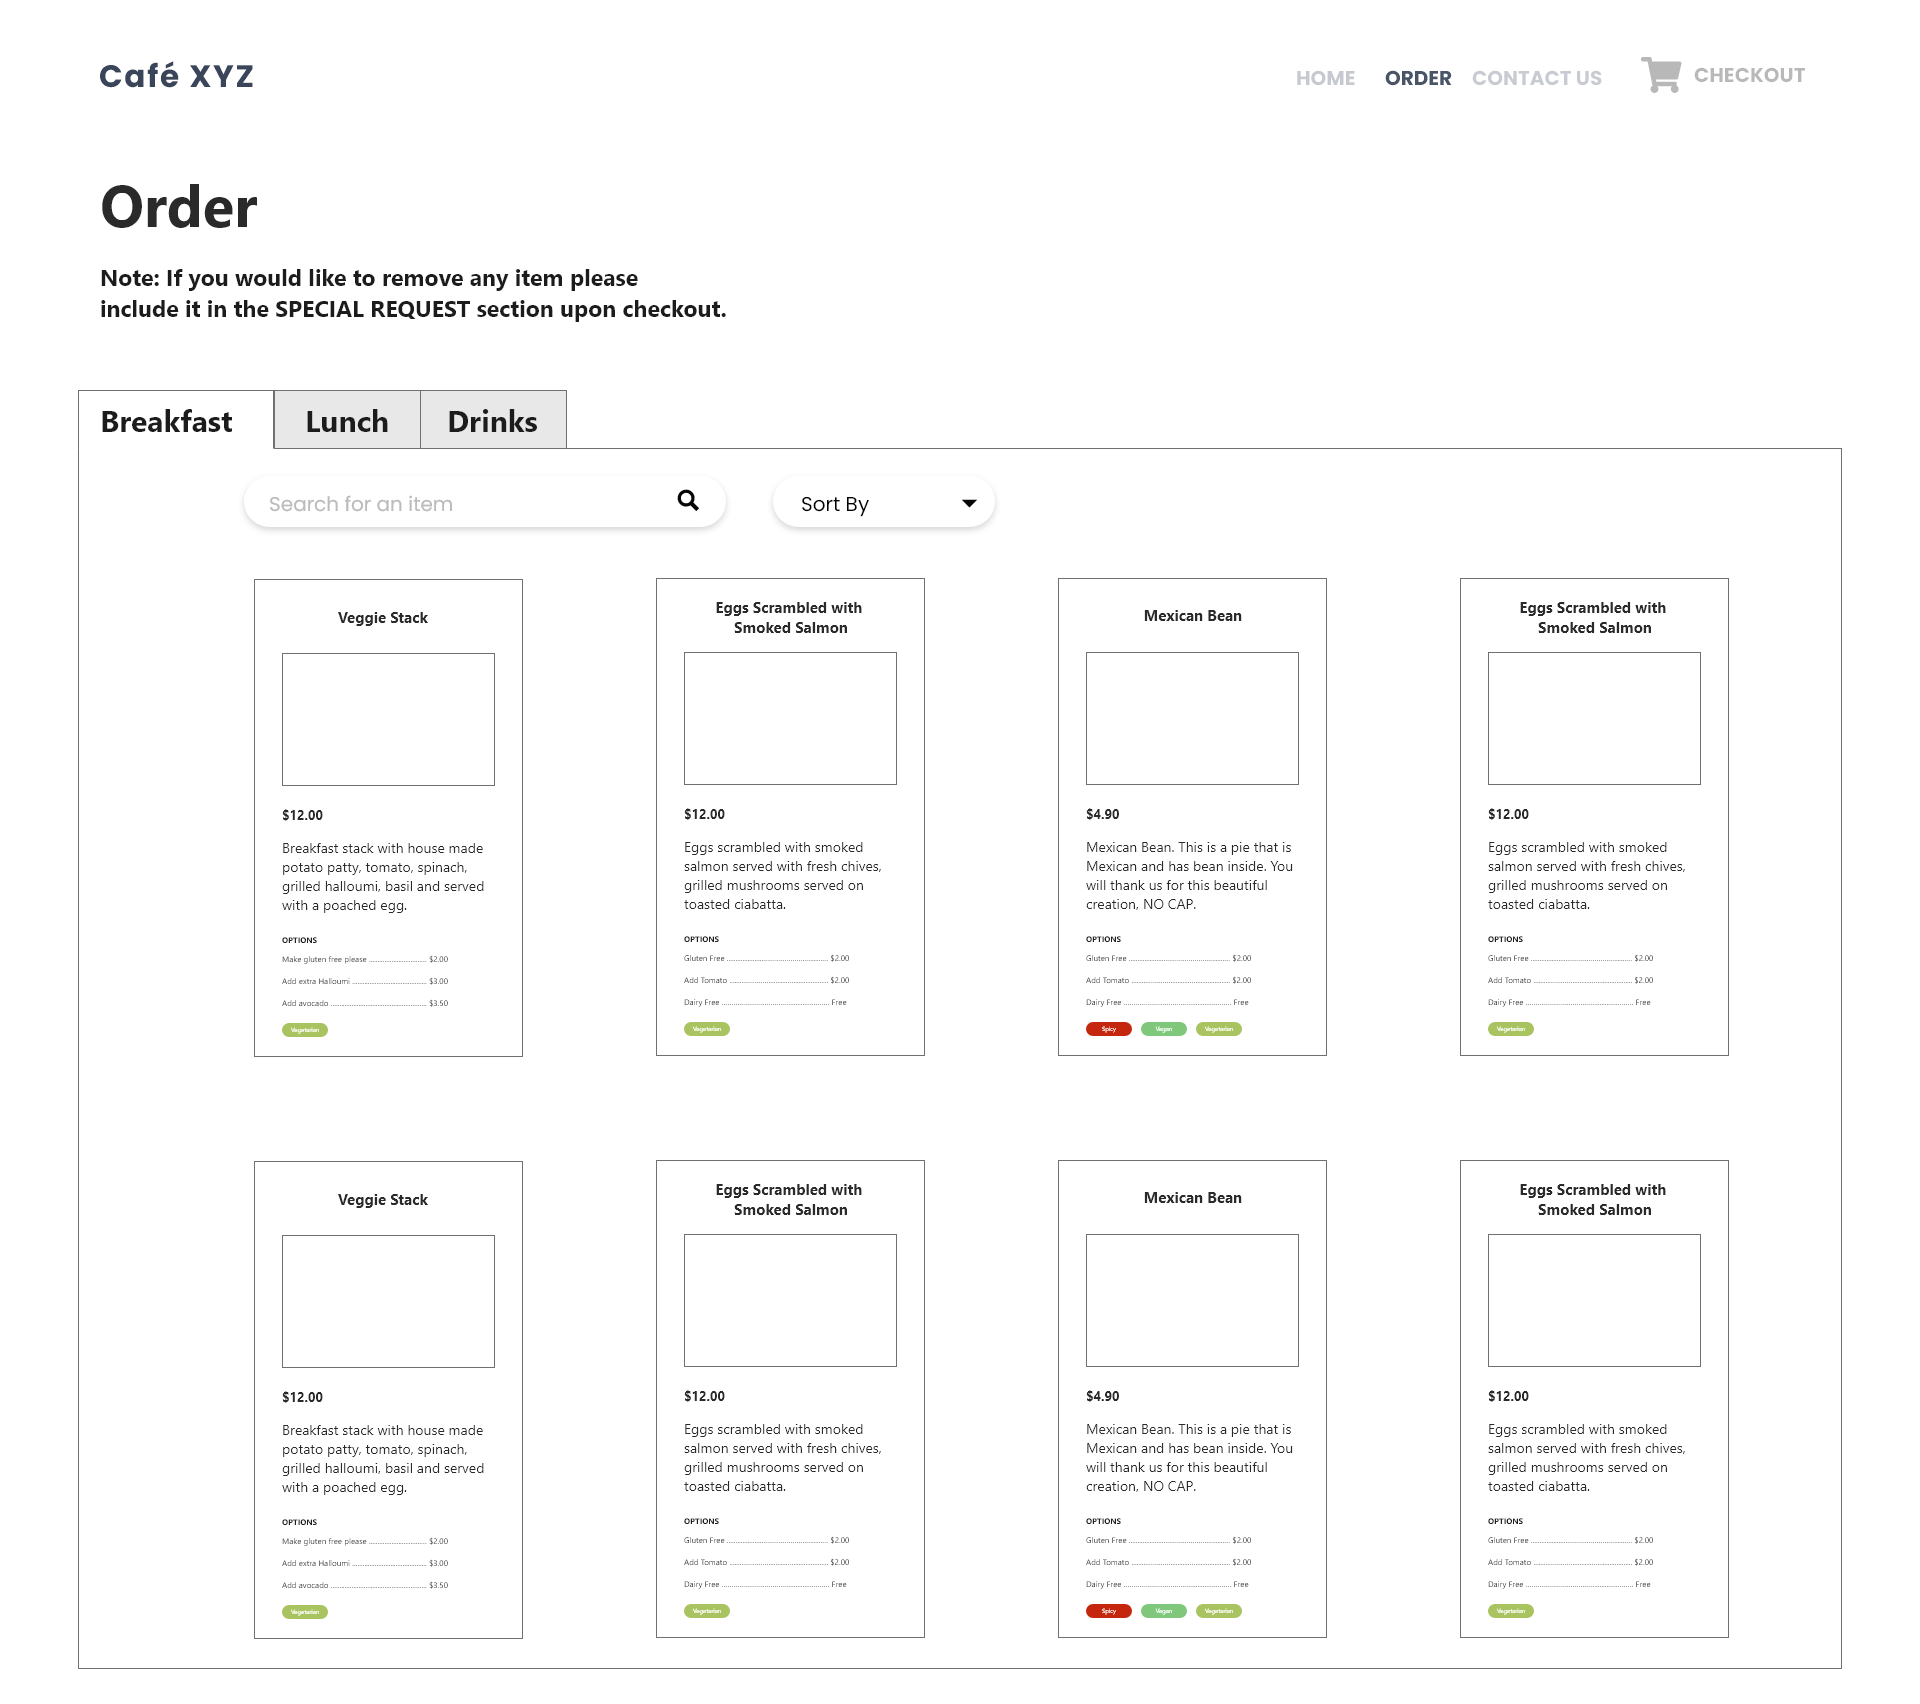 Café XYZ
HOME ORDER CONTACT US CHECKOUT
Order
Note: If you would like to remove any item please
include it in the SPECIAL REQUEST section upon checkout.
Breakfast Lunch Drinks
Search for an item
Sort By
Veggie Stack
$12.00
Breakfast stack with house made
potato patty, tomato, spinach,
grilled halloumi, basil and served
with a poached egg.
OPTIONS
Make gluten free please ............................ $2.00
Add extra Halloumi .................................... $3.00
Add avocado .............................................. $3.50
Vegetarian
Eggs Scrambled with
Smoked Salmon
$12.00
Eggs scrambled with smoked
salmon served with fresh chives,
grilled mushrooms served on
toasted ciabatta.
OPTIONS
Gluten Free ................................................. $2.00
Add Tomato ................................................ $2.00
Dairy Free .................................................... Free
Vegetarian
Mexican Bean
$4.90
Mexican Bean. This is a pie that is
Mexican and has bean inside. You
will thank us for this beautiful
creation, NO CAP.
OPTIONS
Gluten Free ................................................. $2.00
Add Tomato ................................................ $2.00
Dairy Free .................................................... Free
Spicy Vegan Vegetarian
Eggs Scrambled with
Smoked Salmon
$12.00
Eggs scrambled with smoked
salmon served with fresh chives,
grilled mushrooms served on
toasted ciabatta.
OPTIONS
Gluten Free ................................................. $2.00
Add Tomato ................................................ $2.00
Dairy Free .................................................... Free
Vegetarian
Veggie Stack
$12.00
Breakfast stack with house made
potato patty, tomato, spinach,
grilled halloumi, basil and served
with a poached egg.
OPTIONS
Make gluten free please ............................ $2.00
Add extra Halloumi .................................... $3.00
Add avocado .............................................. $3.50
Vegetarian
Eggs Scrambled with
Smoked Salmon
$12.00
Eggs scrambled with smoked
salmon served with fresh chives,
grilled mushrooms served on
toasted ciabatta.
OPTIONS
Gluten Free ................................................. $2.00
Add Tomato ................................................ $2.00
Dairy Free .................................................... Free
Vegetarian
Mexican Bean
$4.90
Mexican Bean. This is a pie that is
Mexican and has bean inside. You
will thank us for this beautiful
creation, NO CAP.
OPTIONS
Gluten Free ................................................. $2.00
Add Tomato ................................................ $2.00
Dairy Free .................................................... Free
Spicy Vegan Vegetarian
Eggs Scrambled with
Smoked Salmon
$12.00
Eggs scrambled with smoked
salmon served with fresh chives,
grilled mushrooms served on
toasted ciabatta.
OPTIONS
Gluten Free ................................................. $2.00
Add Tomato ................................................ $2.00
Dairy Free .................................................... Free
Vegetarian